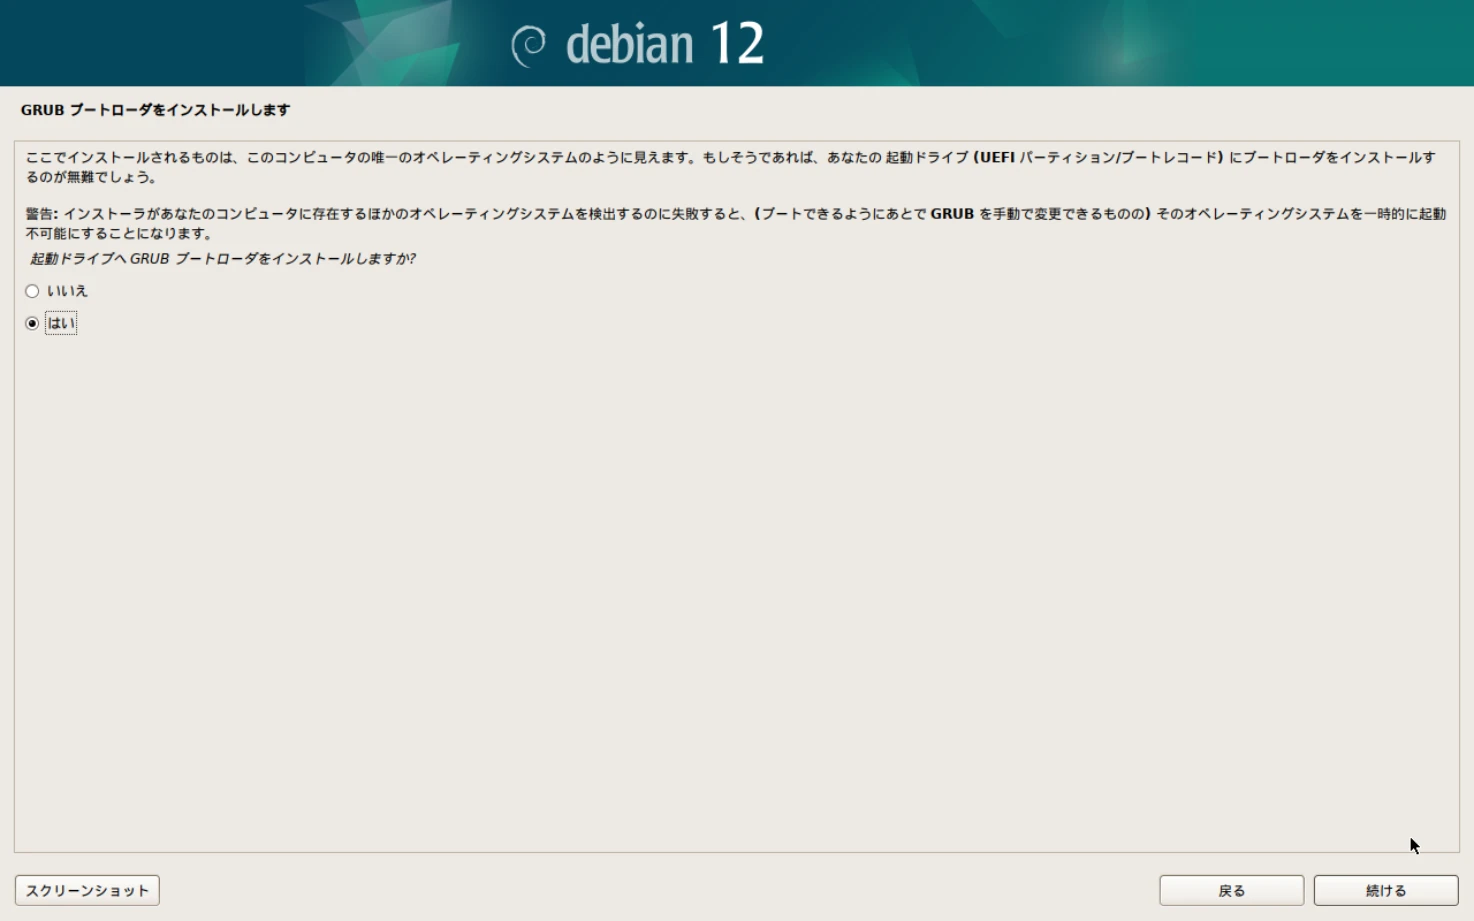 debian 12
GRUB ブートローダをインストールします
ここでインストールされるものは、このコンピュータの唯一のオペレーティングシステムのように見えます。もしそうであれば、あなたの 起動ドライブ (UEFI パーティション/ブートレコード) にブートローダをインストールす
るのが無難でしょう。
警告: インストーラがあなたのコンピュータに存在するほかのオペレーティングシステムを検出するのに失敗すると、(ブートできるようにあとで GRUB を手動で変更できるものの) そのオペレーティングシステムを一時的に起動
不可能にすることになります。
起動ドライブへ GRUB ブートローダをインストールしますか?
いいえ
はい
スクリーンショット
戻る
続ける